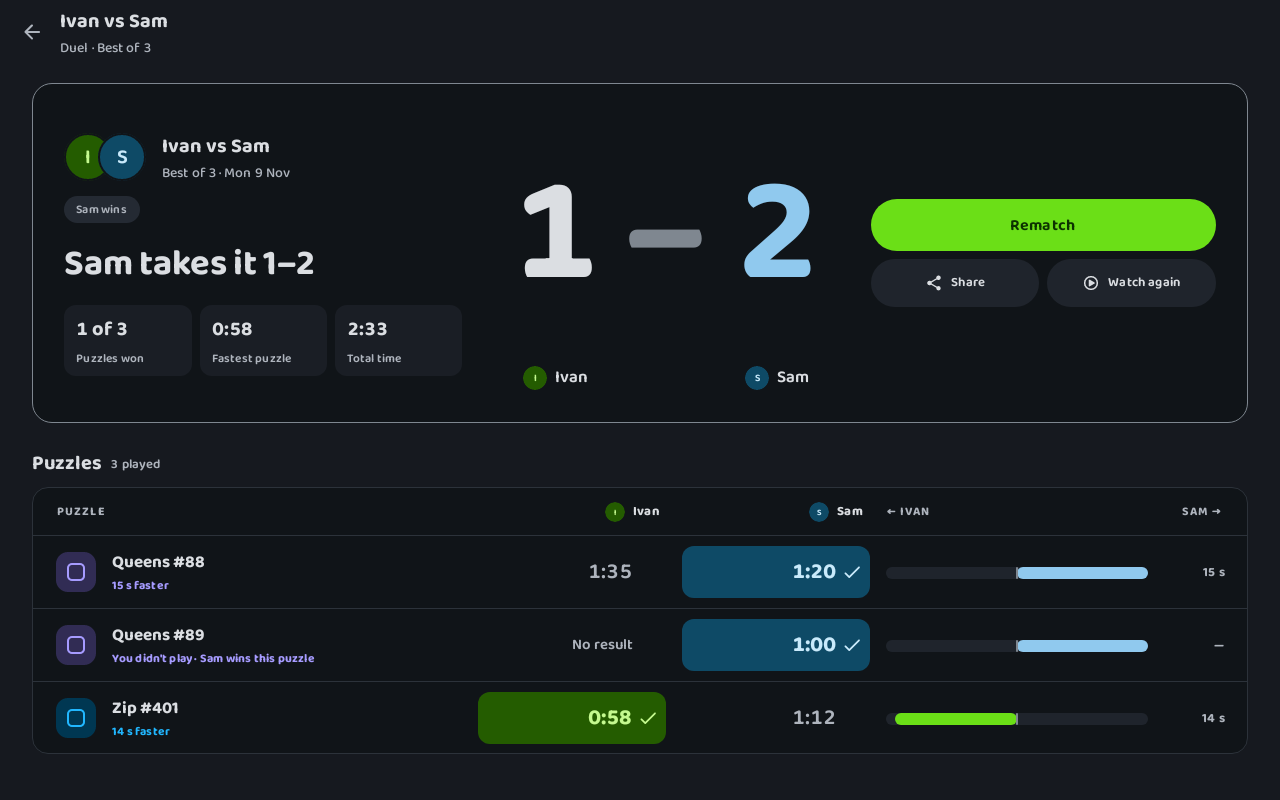 Ivan vs Sam
Duel · Best of 3
I
S
Ivan vs Sam
Best of 3 · Mon 9 Nov
Sam wins
Sam takes it 1–2
1 of 3
Puzzles won
0:58
Fastest puzzle
2:33
Total time
1 – 2
I Ivan
S Sam
Rematch
Share
Watch again
Puzzles 3 played
PUZZLE
I Ivan
S Sam
← IVAN
SAM →
Queens #88
15 s faster
1:35
1:20
15 s
Queens #89
You didn't play · Sam wins this puzzle
No result
1:00
–
Zip #401
14 s faster
0:58
1:12
14 s